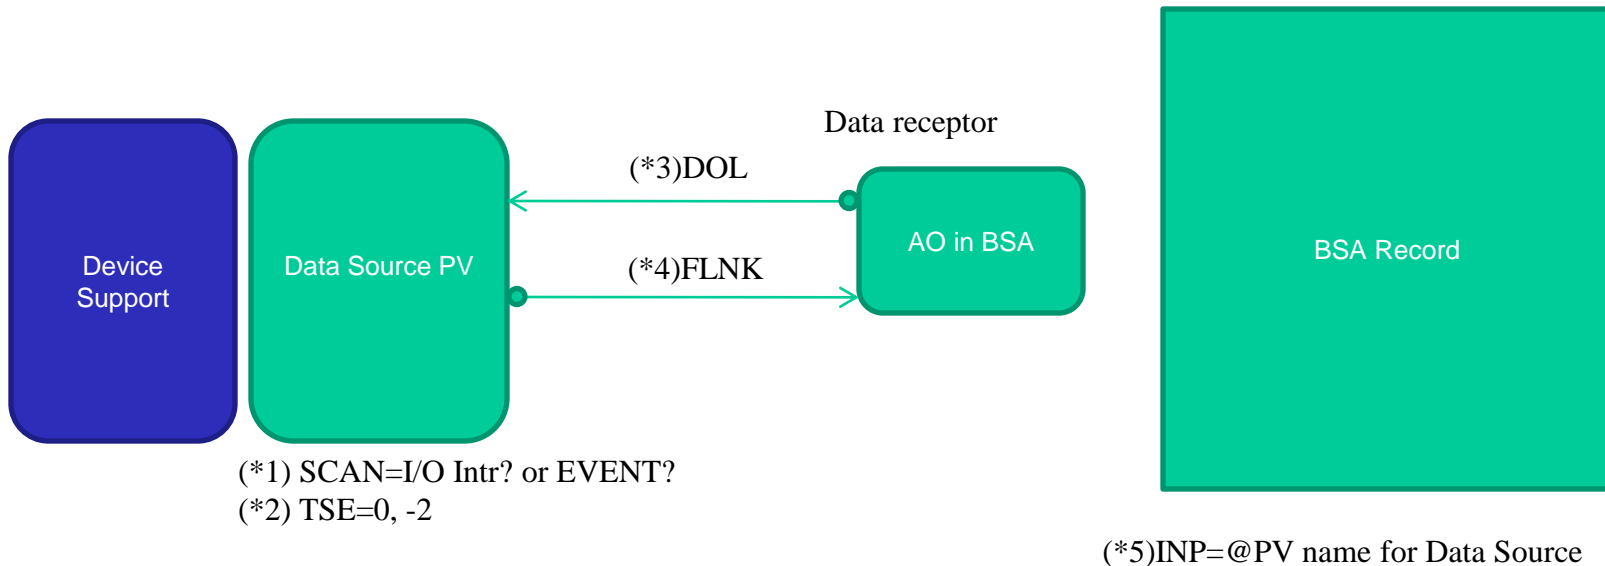 Data receptor
(*3)DOL
Device
Support
Data Source PV
AO in BSA
BSA Record
(*4)FLNK
(*1) SCAN=I/O Intr? or EVENT?
(*2) TSE=0, -2
(*5)INP=@PV name for Data Source